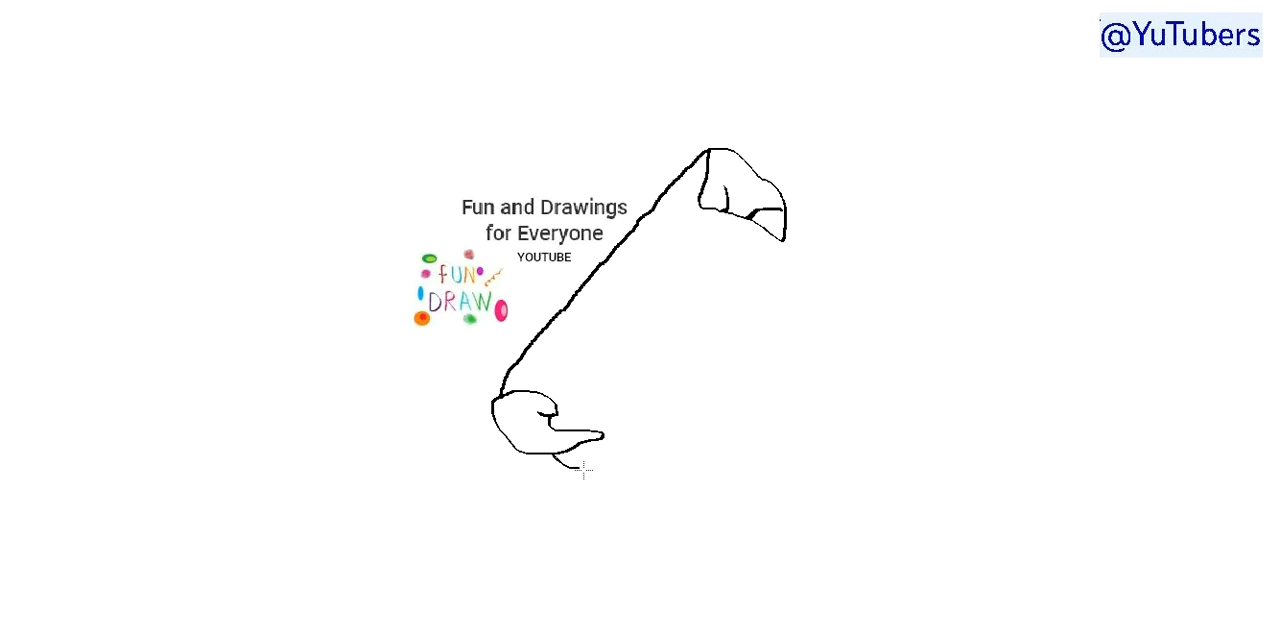 @YuTubers
Fun and Drawings
for Everyone
YOUTUBE
FUN
DRAW